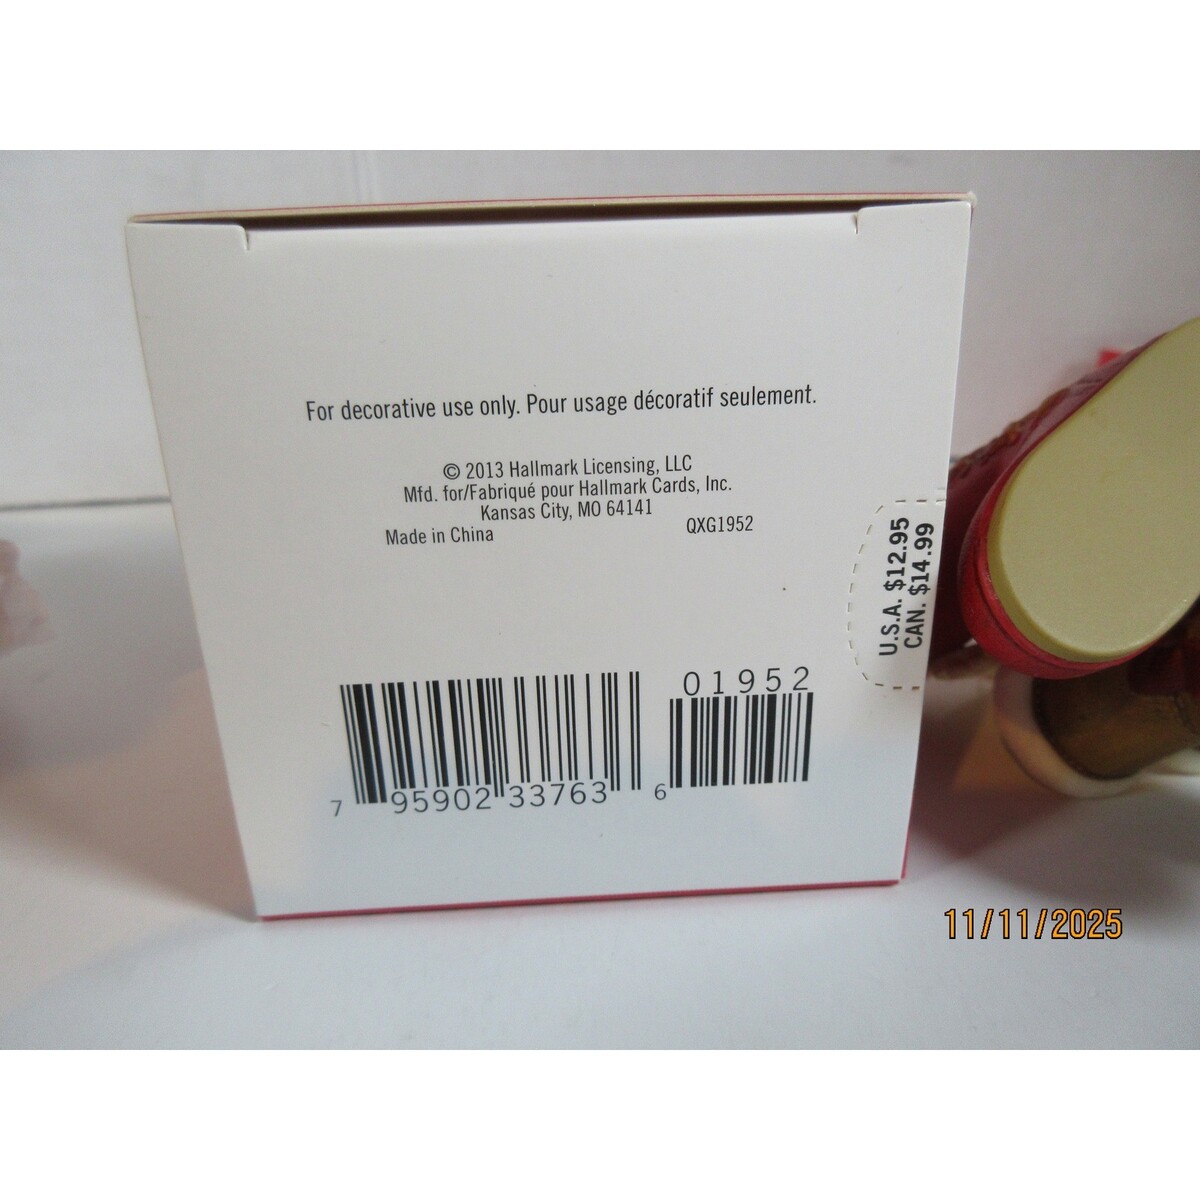 For decorative use only. Pour usage décoratif seulement.
© 2013 Hallmark Licensing, LLC
Mfd. for/Fabriqué pour Hallmark Cards, Inc.
Kansas City, MO 64141
Made in China QXG1952
U.S.A. $12.95
CAN. $14.99
01952
7 95902 33763 6
11/11/2025